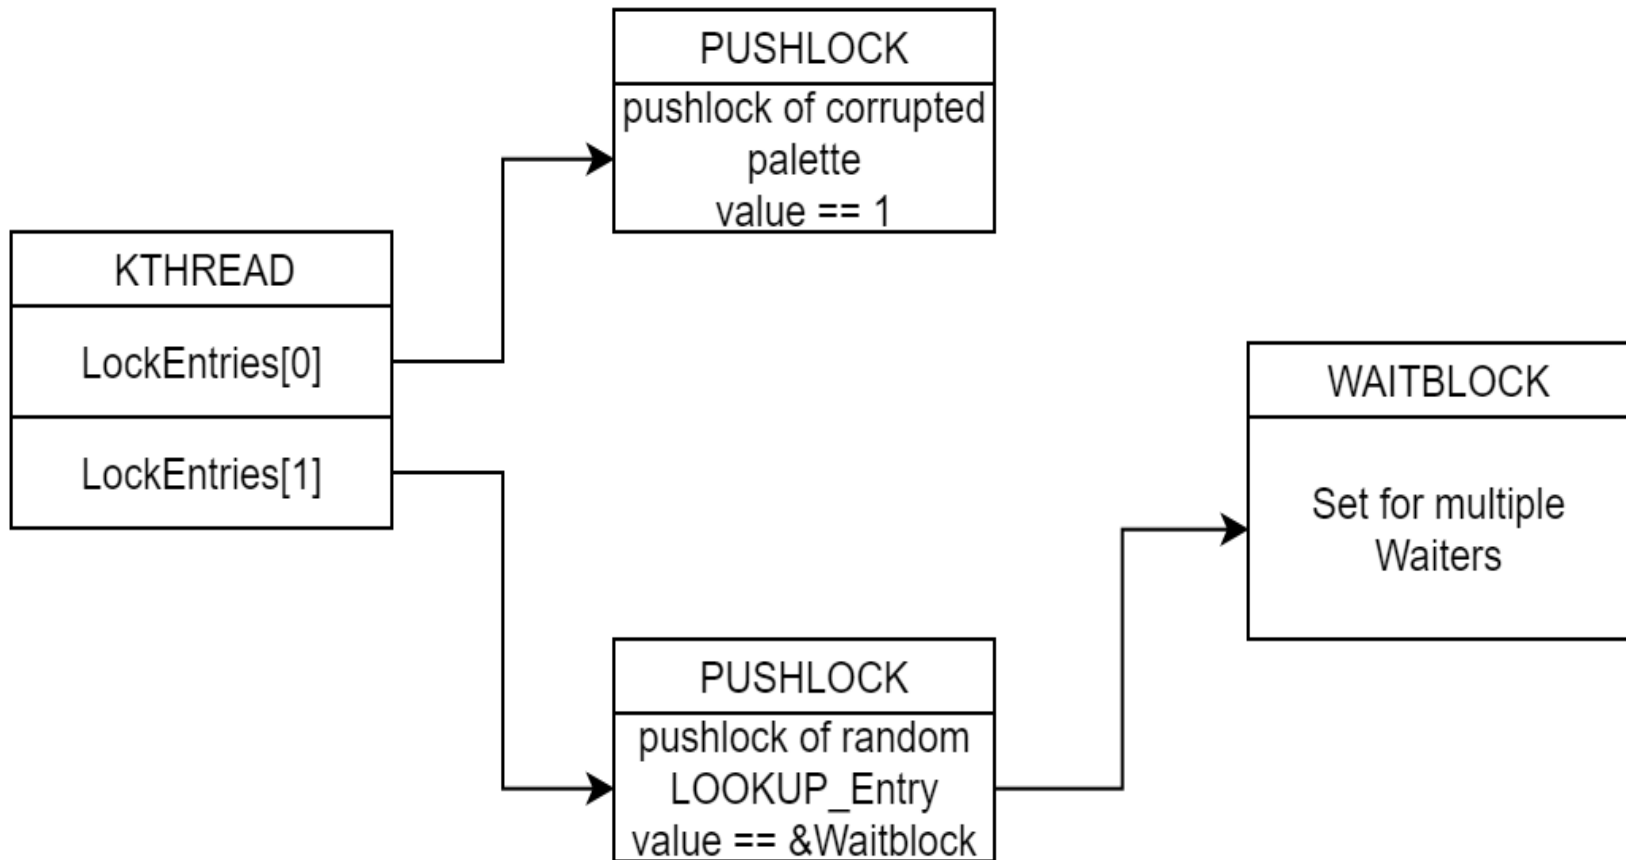 PUSHLOCK
pushlock of corrupted
palette
value == 1
KTHREAD
LockEntries[0]
LockEntries[1]
WAITBLOCK
Set for multiple
Waiters
PUSHLOCK
pushlock of random
LOOKUP_Entry
value == &Waitblock